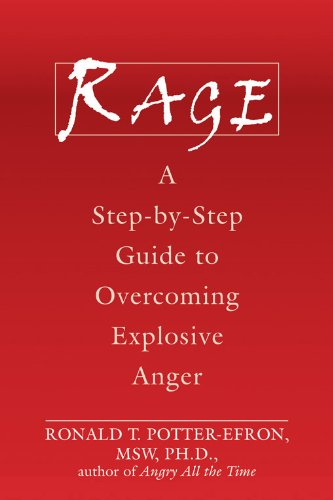 RAGE
A
Step-by-Step
Guide to
Overcoming
Explosive
Anger
RONALD T. POTTER-EFRON,
MSW, PH.D.,
author of Angry All the Time